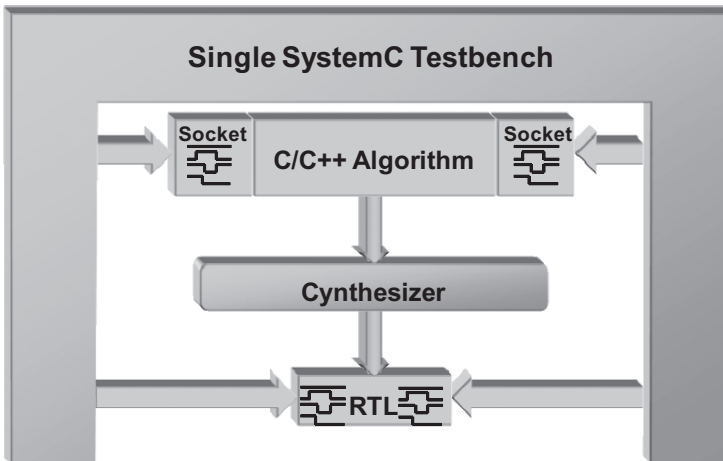 Single SystemC Testbench
Socket
C/C++ Algorithm
Socket
Cynthesizer
RTL